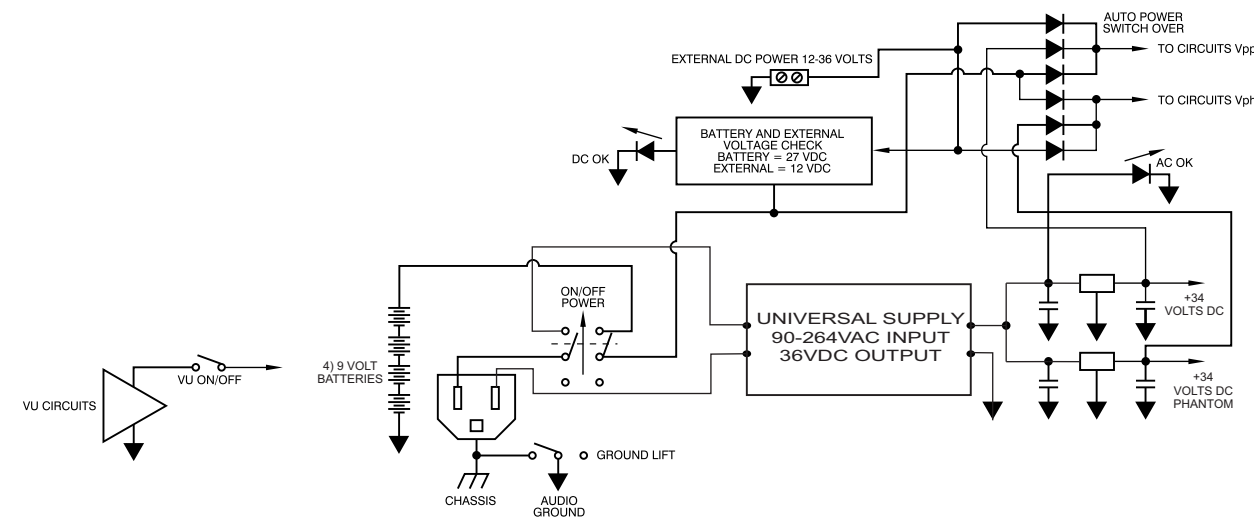 AUTO POWER
SWITCH OVER
EXTERNAL DC POWER 12-36 VOLTS
TO CIRCUITS Vpp
TO CIRCUITS Vph
BATTERY AND EXTERNAL
VOLTAGE CHECK
BATTERY = 27 VDC
EXTERNAL = 12 VDC
DC OK
AC OK
ON/OFF
POWER
UNIVERSAL SUPPLY
90-264VAC INPUT
36VDC OUTPUT
+34
VOLTS DC
4) 9 VOLT
BATTERIES
VU ON/OFF
VU CIRCUITS
+34
VOLTS DC
PHANTOM
GROUND LIFT
CHASSIS
AUDIO
GROUND